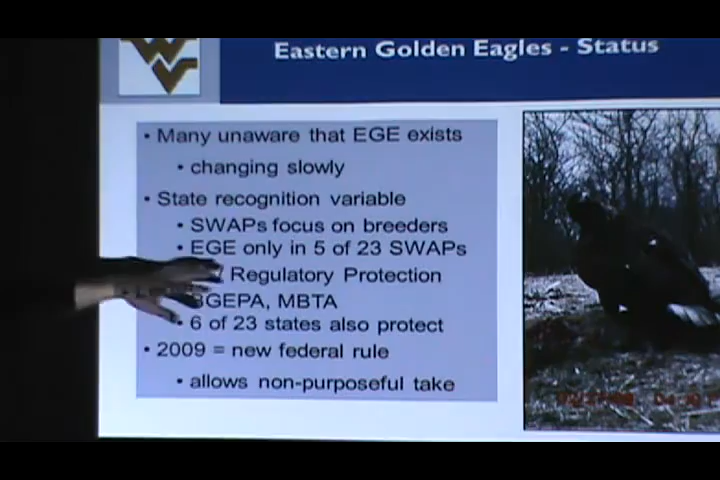 WV
Eastern Golden Eagles - Status
• Many unaware that EGE exists
• changing slowly
• State recognition variable
• SWAPs focus on breeders
• EGE only in 5 of 23 SWAPs
Regulatory Protection
BGEPA, MBTA
• 6 of 23 states also protect
• 2009 = new federal rule
• allows non-purposeful take